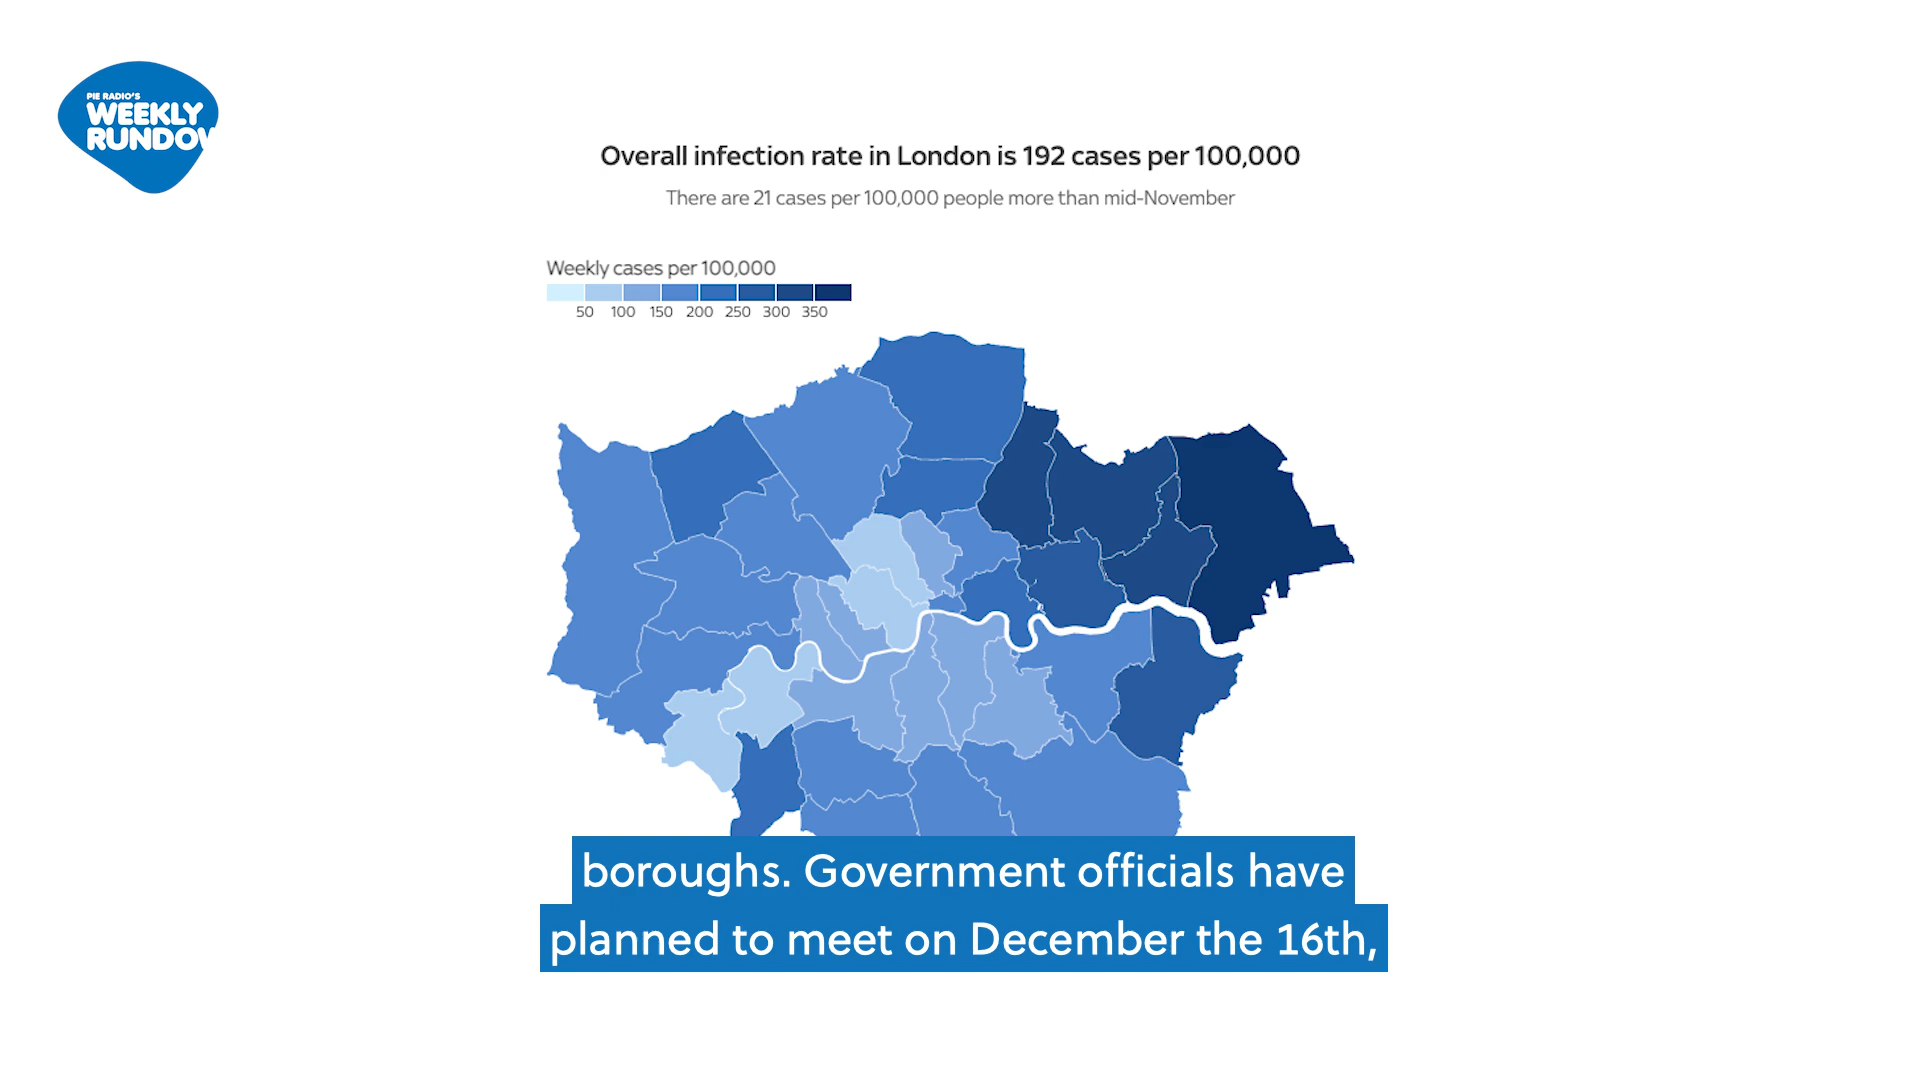 PIE RADIO'S
WEEKLY
RUNDOW
Overall infection rate in London is 192 cases per 100,000
There are 21 cases per 100,000 people more than mid-November
Weekly cases per 100,000
50 100 150 200 250 300 350
boroughs. Government officials have
planned to meet on December the 16th,